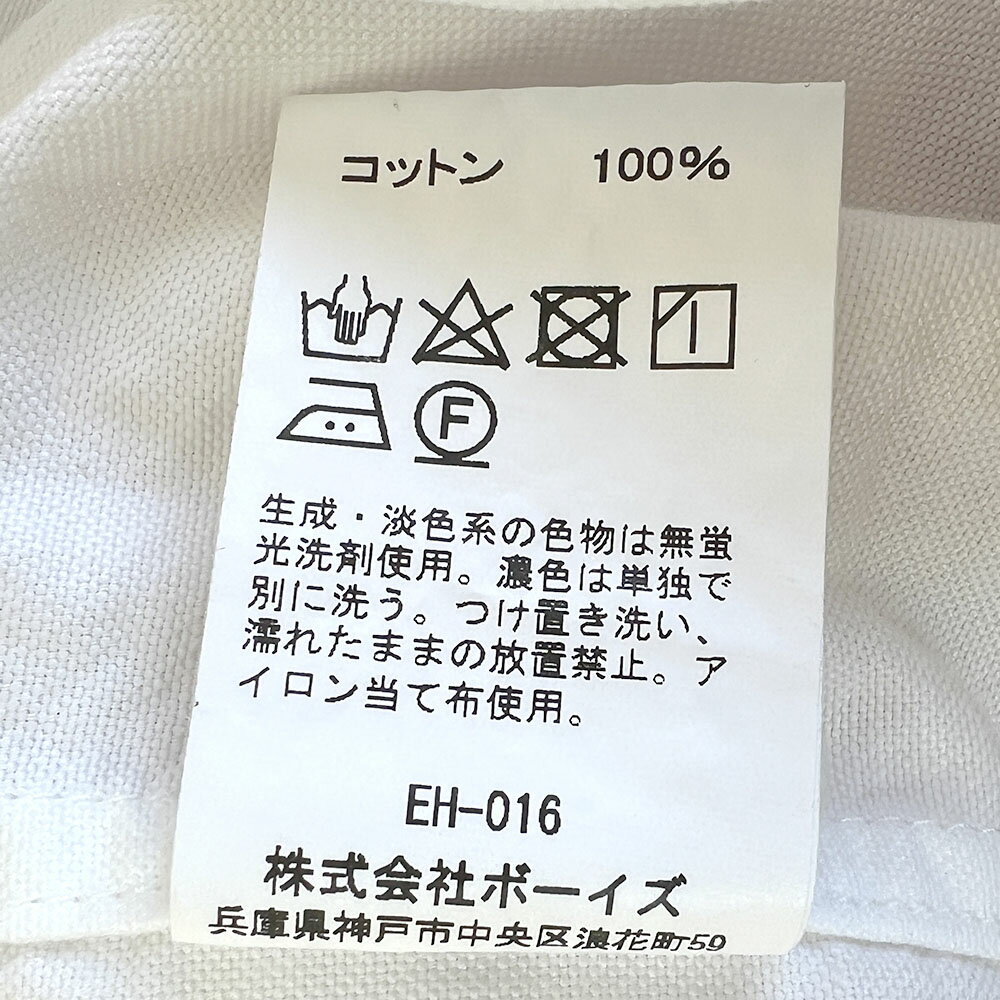 コットン 100%
F
生成・淡色系の色物は無蛍
光洗剤使用。濃色は単独で
別に洗う。つけ置き洗い、
濡れたままの放置禁止。ア
イロン当て布使用。
EH-016
株式会社ボーイズ
兵庫県神戸市中央区浪花町59